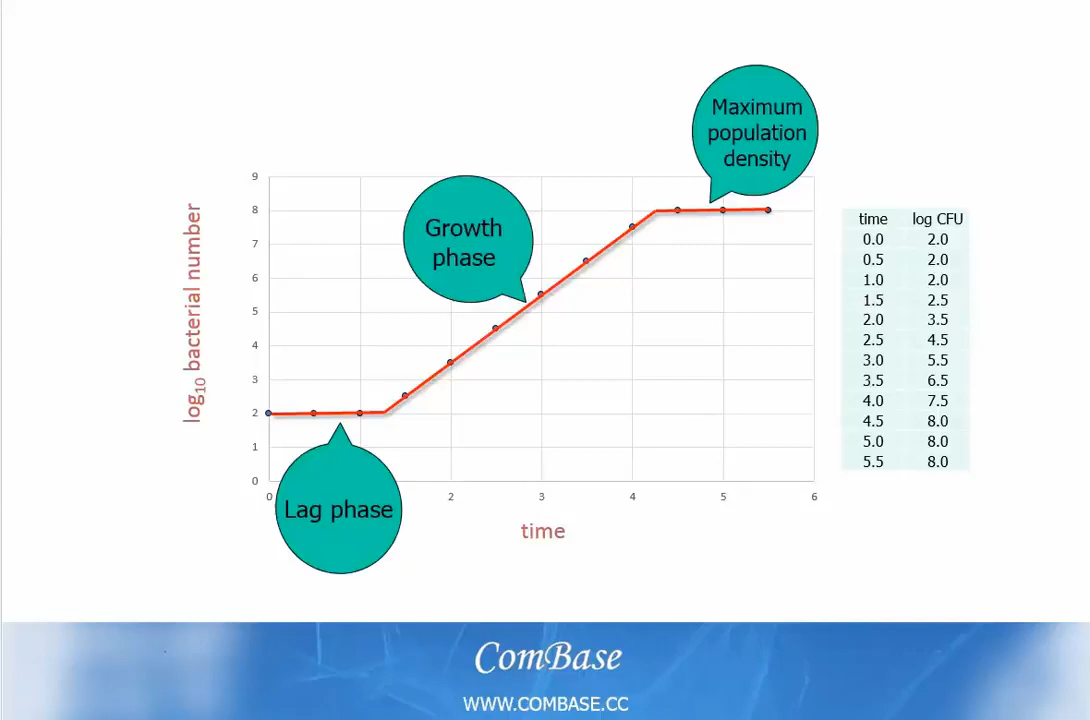 Maximum
population
density
Growth
phase
9
8
7
6
5
4
3
2
1
0
log10 bacterial number
0
2
3
4
5
6
time
Lag phase
time log CFU
0.0 2.0
0.5 2.0
1.0 2.0
1.5 2.5
2.0 3.5
2.5 4.5
3.0 5.5
3.5 6.5
4.0 7.5
4.5 8.0
5.0 8.0
5.5 8.0
ComBase
WWW.COMBASE.CC